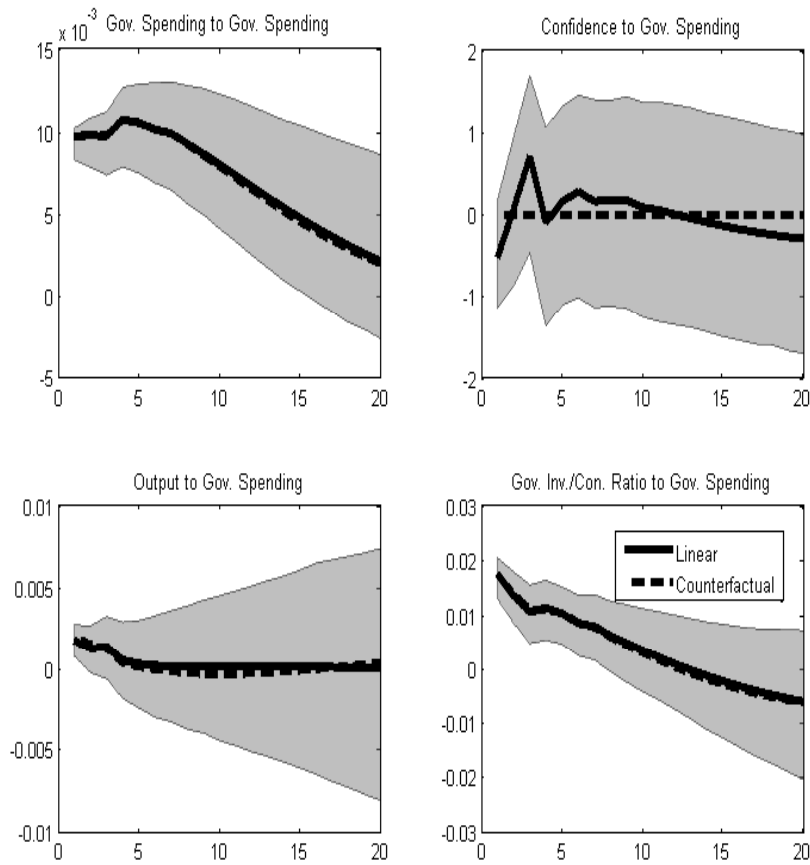 x 10⁻³
Gov. Spending to Gov. Spending
15
10
5
0
-5
0 5 10 15 20
Confidence to Gov. Spending
2
1
0
-1
-2
0 5 10 15 20
Output to Gov. Spending
0.01
0.005
0
-0.005
-0.01
0 5 10 15 20
Gov. Inv./Con. Ratio to Gov. Spending
0.03
0.02
0.01
0
-0.01
-0.02
-0.03
0 5 10 15 20
Linear
Counterfactual